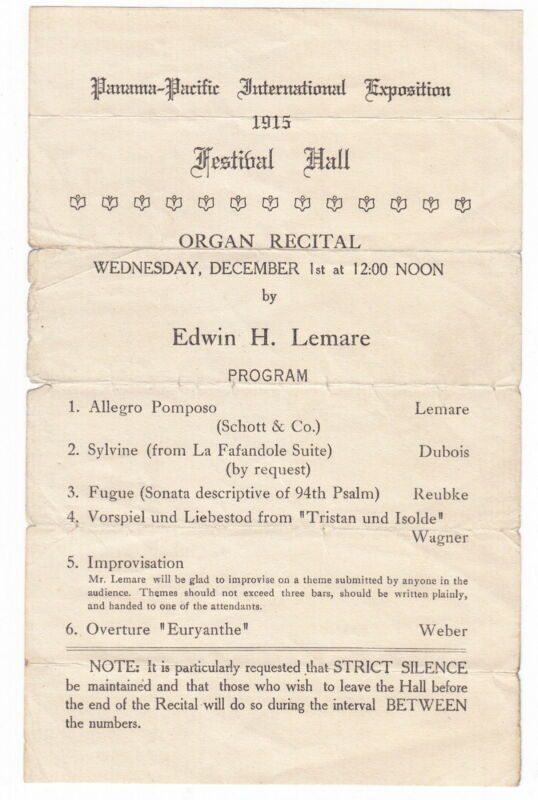 Panama-Pacific International Exposition
1915
Festival Hall
ORGAN RECITAL
WEDNESDAY, DECEMBER 1st at 12:00 NOON
by
Edwin H. Lemare
PROGRAM
1. Allegro Pomposo Lemare
(Schott & Co.)
2. Sylvine (from La Fafandole Suite) Dubois
(by request)
3. Fugue (Sonata descriptive of 94th Psalm) Reubke
4. Vorspiel und Liebestod from "Tristan und Isolde"
Wagner
5. Improvisation
Mr. Lemare will be glad to improvise on a theme submitted by anyone in the
audience. Themes should not exceed three bars, should be written plainly,
and handed to one of the attendants.
6. Overture "Euryanthe" Weber
NOTE: It is particularly requested that STRICT SILENCE
be maintained and that those who wish to leave the Hall before
the end of the Recital will do so during the interval BETWEEN
the numbers.